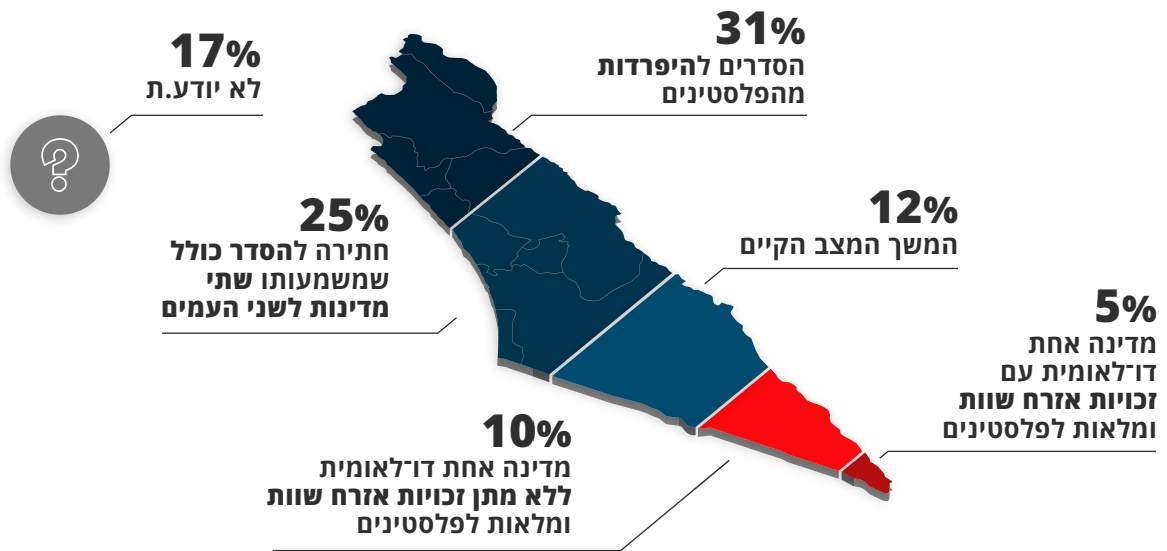 31%
הסדרים להיפרדות
מהפלסטינים
17%
לא יודע.ת
?
12%
המשך המצב הקיים
25%
חתירה להסדר כולל
שמשמעותו שתי
מדינות לשני העמים
5%
מדינה אחת
דו־לאומית עם
זכויות אזרח שוות
ומלאות לפלסטינים
10%
מדינה אחת דו־לאומית
ללא מתן זכויות אזרח שוות
ומלאות לפלסטינים